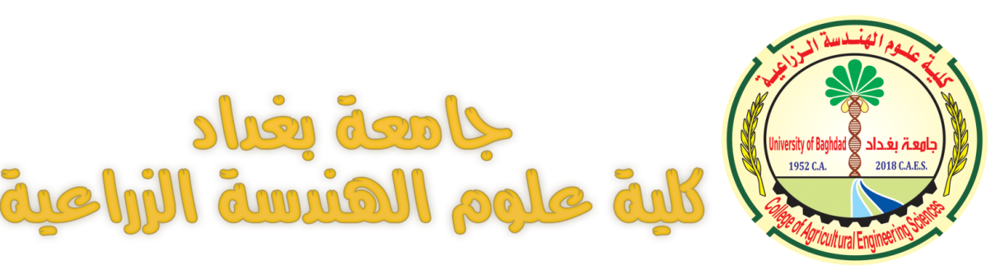 جامعة بغداد
كلية علوم الهندسة الزراعية
كلية علوم الهندسة الزراعية
University of Baghdad جامعة بغداد
1952 C.A. 2018 C.A.E.S.
College of Agricultural Engineering Sciences